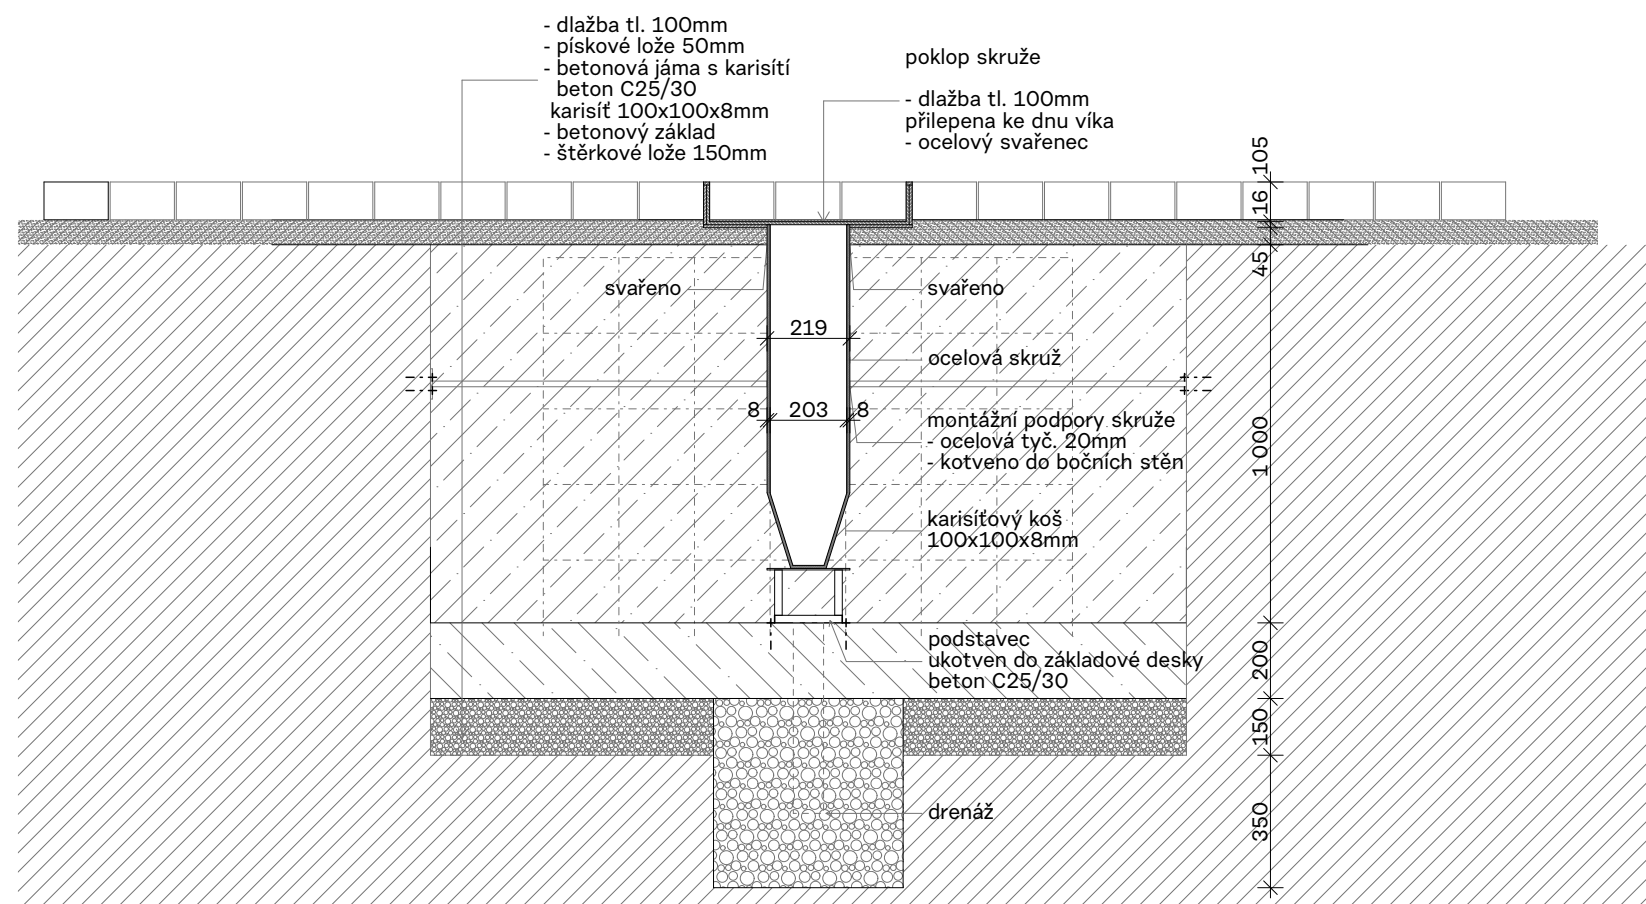 - dlažba tl. 100mm
- pískové lože 50mm
- betonová jáma s karisítí
beton C25/30
karisíť 100x100x8mm
- betonový základ
- štěrkové lože 150mm
poklop skruže
- dlažba tl. 100mm
přilepena ke dnu víka
- ocelový svařenec
105
16
45
svařeno
svařeno
219
ocelová skruž
8
203
8
montážní podpory skruže
- ocelová tyč. 20mm
- kotveno do bočních stěn
1 000
karisíťový koš
100x100x8mm
podstavec
ukotven do základové desky
beton C25/30
200
150
drenáž
350